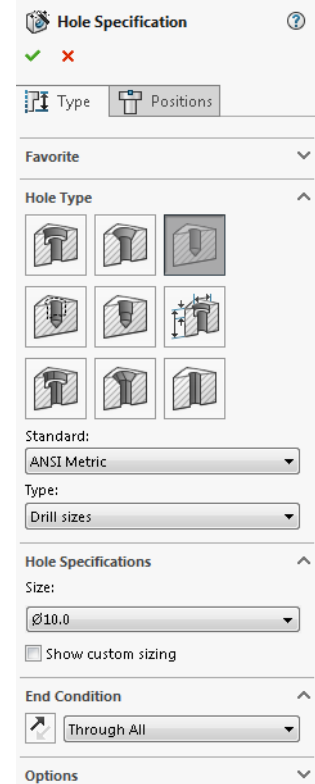 Hole Specification
Type
Positions
Favorite
Hole Type
Standard:
ANSI Metric
Type:
Drill sizes
Hole Specifications
Size:
Ø10.0
Show custom sizing
End Condition
Through All
Options